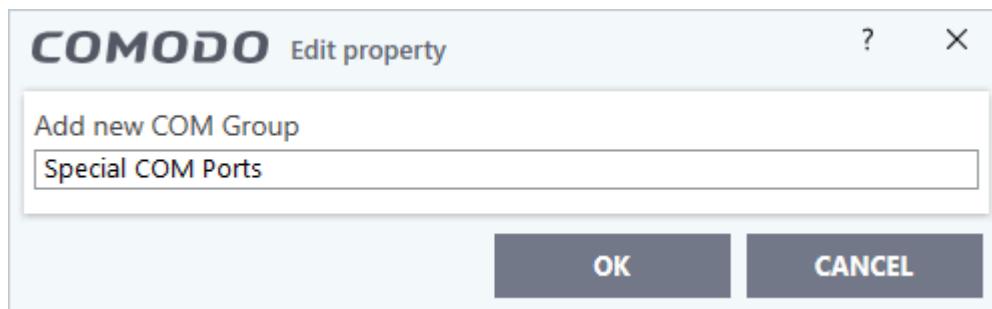 COMODO Edit property ? ×
Add new COM Group
Special COM Ports
OK CANCEL